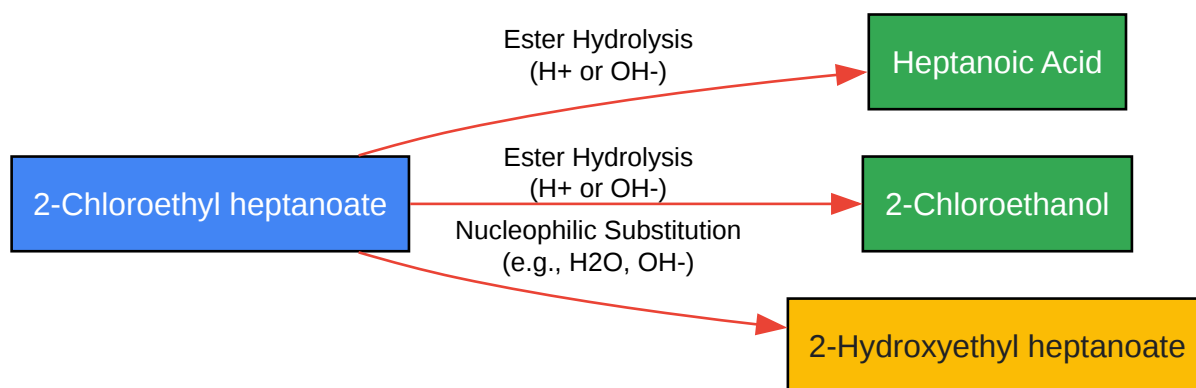 Ester Hydrolysis
(H+ or OH-)
Heptanoic Acid
2-Chloroethyl heptanoate
Ester Hydrolysis
(H+ or OH-)
2-Chloroethanol
Nucleophilic Substitution
(e.g., H2O, OH-)
2-Hydroxyethyl heptanoate